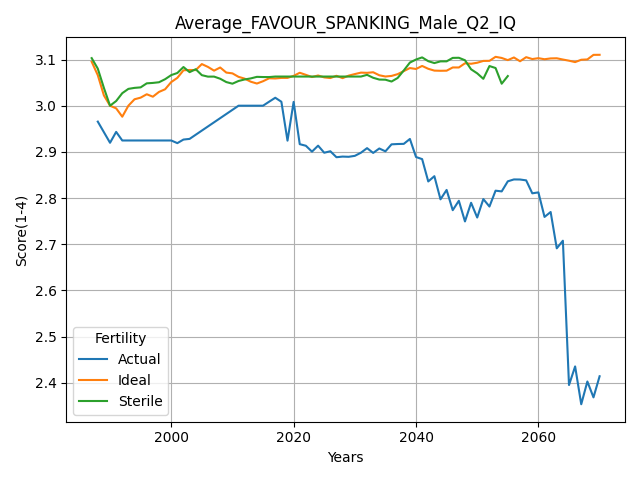 Average_FAVOUR_SPANKING_Male_Q2_IQ
Score(1-4)
3.1
3.0
2.9
2.8
2.7
2.6
2.5
2.4
Fertility
Actual
Ideal
Sterile
2000 2020 2040 2060
Years